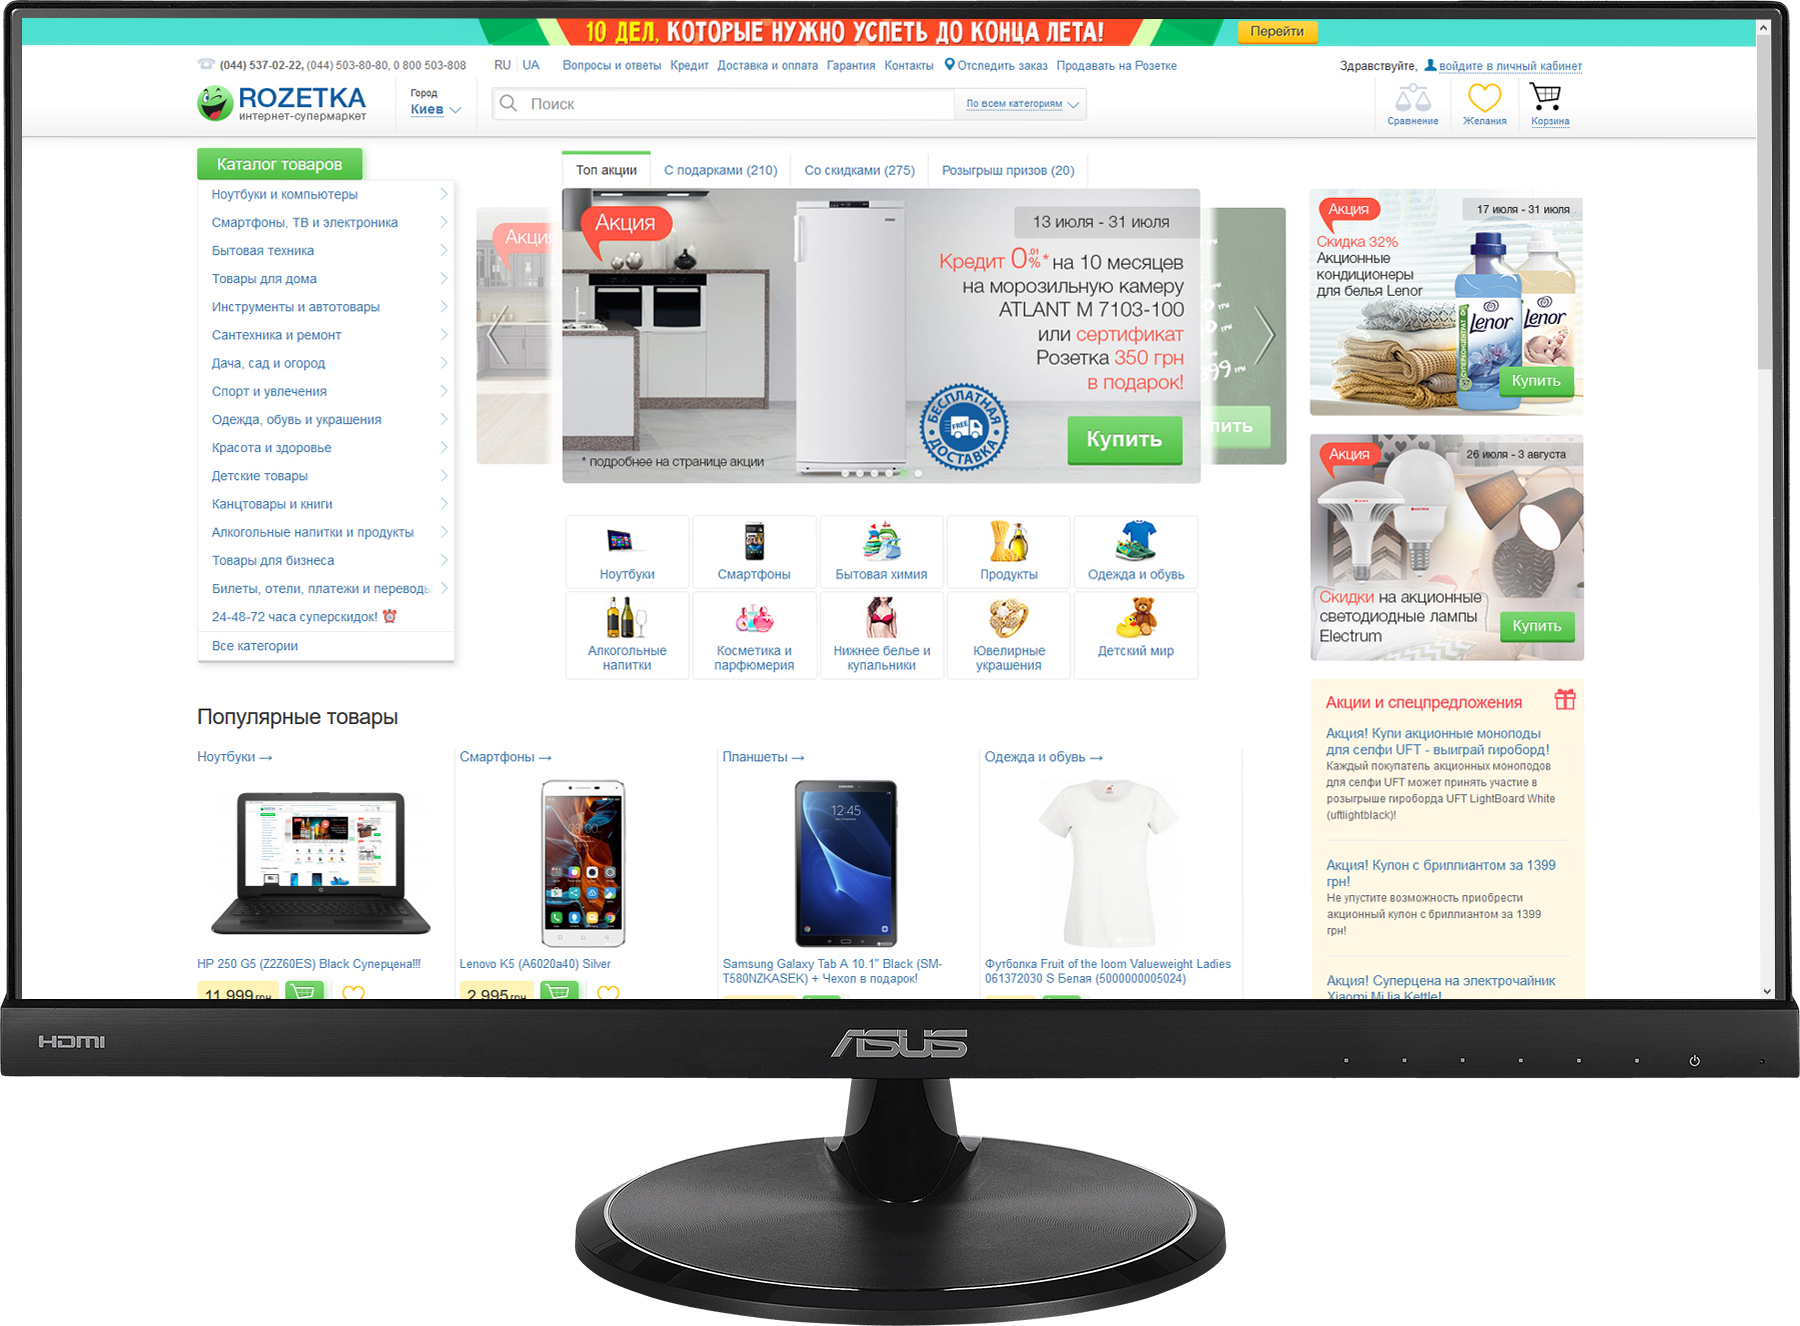 10 ДЕЛ, КОТОРЫЕ НУЖНО УСПЕТЬ ДО КОНЦА ЛЕТА!
Перейти
(044) 537-02-22, (044) 503-80-80, 0 800 503-808
RU UA
Вопросы и ответы Кредит Доставка и оплата Гарантия Контакты Отследить заказ Продавать на Розетке
Здравствуйте, войдите в личный кабинет
ROZETKA
интернет-супермаркет
Город
Киев
Поиск
По всем категориям
Сравнение
Желания
Корзина
Каталог товаров
Ноутбуки и компьютеры
Смартфоны, ТВ и электроника
Бытовая техника
Товары для дома
Инструменты и автотовары
Сантехника и ремонт
Дача, сад и огород
Спорт и увлечения
Одежда, обувь и украшения
Красота и здоровье
Детские товары
Канцтовары и книги
Алкогольные напитки и продукты
Товары для бизнеса
Билеты, отели, платежи и переводы
24-48-72 часа суперскидок!
Все категории
Топ акции
С подарками (210)
Со скидками (275)
Розыгрыш призов (20)
Акция
Акция
13 июля - 31 июля
Кредит 0,01%* на 10 месяцев
на морозильную камеру
ATLANT M 7103-100
или сертификат
Розетка 350 грн
в подарок!
БЕСПЛАТНАЯ
FREE
ДОСТАВКА
Купить
* подробнее на странице акции
99 грн
пить
Акция
17 июля - 31 июля
Скидка 32%
Акционные
кондиционеры
для белья Lenor
Lenor
Lenor
СУПЕРКОНЦЕНТРАТ
Купить
Акция
26 июля - 3 августа
Скидки на акционные
светодиодные лампы
Electrum
Купить
Ноутбуки
Смартфоны
Бытовая химия
Продукты
Одежда и обувь
Алкогольные
напитки
Косметика и
парфюмерия
Нижнее белье и
купальники
Ювелирные
украшения
Детский мир
Популярные товары
Ноутбуки →
Смартфоны →
Планшеты →
Одежда и обувь →
SAMSUNG
12:45
HP 250 G5 (Z2Z60ES) Black Суперцена!!!
Lenovo K5 (A6020a40) Silver
Samsung Galaxy Tab A 10.1" Black (SM-
T580NZKASEK) + Чехол в подарок!
Футболка Fruit of the loom Valueweight Ladies
061372030 S Белая (5000000005024)
11 999 грн
2 995 грн
Акции и спецпредложения
Акция! Купи акционные моноподы
для селфи UFT - выиграй гироборд!
Каждый покупатель акционных моноподов
для селфи UFT может принять участие в
розыгрыше гироборда UFT LightBoard White
(uftlightblack)!
Акция! Купон с бриллиантом за 1399
грн!
Не упустите возможность приобрести
акционный купон с бриллиантом за 1399
грн!
Акция! Суперцена на электрочайник
Xiaomi MiJia Kettle!
HDMI
ASUS